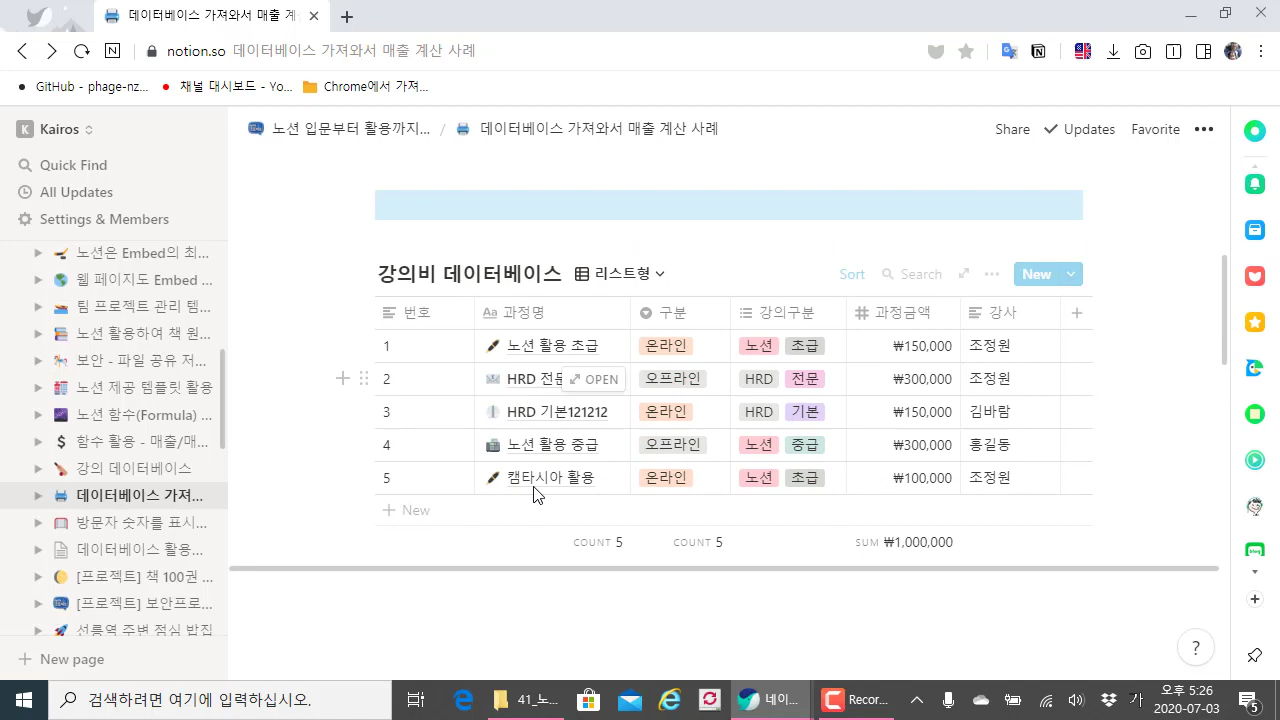 데이터베이스 가져와서 매출 계
notion.so 데이터베이스 가져와서 매출 계산 사례
GitHub - phage-nz...
채널 대시보드 - Yo...
Chrome에서 가져...
K Kairos
노션 입문부터 활용까지... / 데이터베이스 가져와서 매출 계산 사례
Share Updates Favorite
Quick Find
All Updates
Settings & Members
노션은 Embed의 최...
웹 페이지도 Embed ...
팀 프로젝트 관리 템...
노션 활용하여 책 원...
보안 - 파일 공유 저...
노션 제공 템플릿 활용
노션 함수(Formula) ...
함수 활용 - 매출/매...
강의 데이터베이스
데이터베이스 가져...
방문자 숫자를 표시...
데이터베이스 활용...
[프로젝트] 책 100권 ...
[프로젝트] 보안프로...
선릉역 주변 점심 밥집
New page
강의비 데이터베이스 리스트형
Sort Search New
번호 Aa 과정명 구분 강의구분 과정금액 강사
1 노션 활용 초급 온라인 노션 초급 ₩150,000 조정원
2 HRD 전문 OPEN 오프라인 HRD 전문 ₩300,000 조정원
3 HRD 기본121212 온라인 HRD 기본 ₩150,000 김바람
4 노션 활용 중급 오프라인 노션 중급 ₩300,000 홍길동
5 캠타시아 활용 온라인 노션 초급 ₩100,000 조정원
+ New
COUNT 5 COUNT 5 SUM ₩1,000,000
?
검색하려면 여기에 입력하십시오.
41_노...
네이...
Recor...
가
오후 5:26
2020-07-03
5